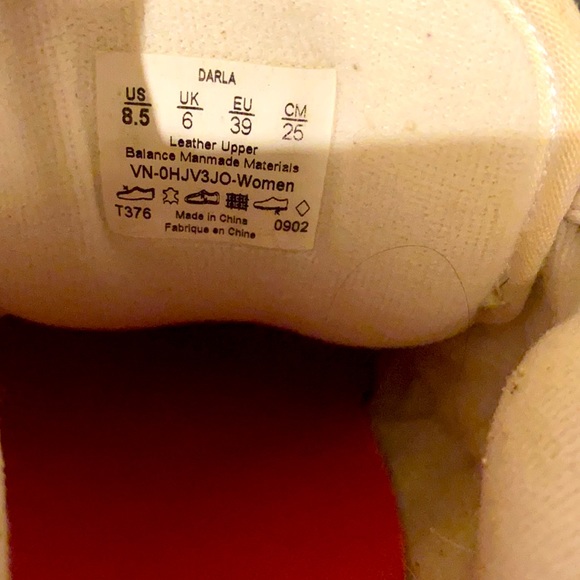 DARLA
US UK EU CM
8.5 6 39 25
Leather Upper
Balance Manmade Materials
VN-0HJV3JO-Women
T376 Made in China 0902
Fabrique en Chine